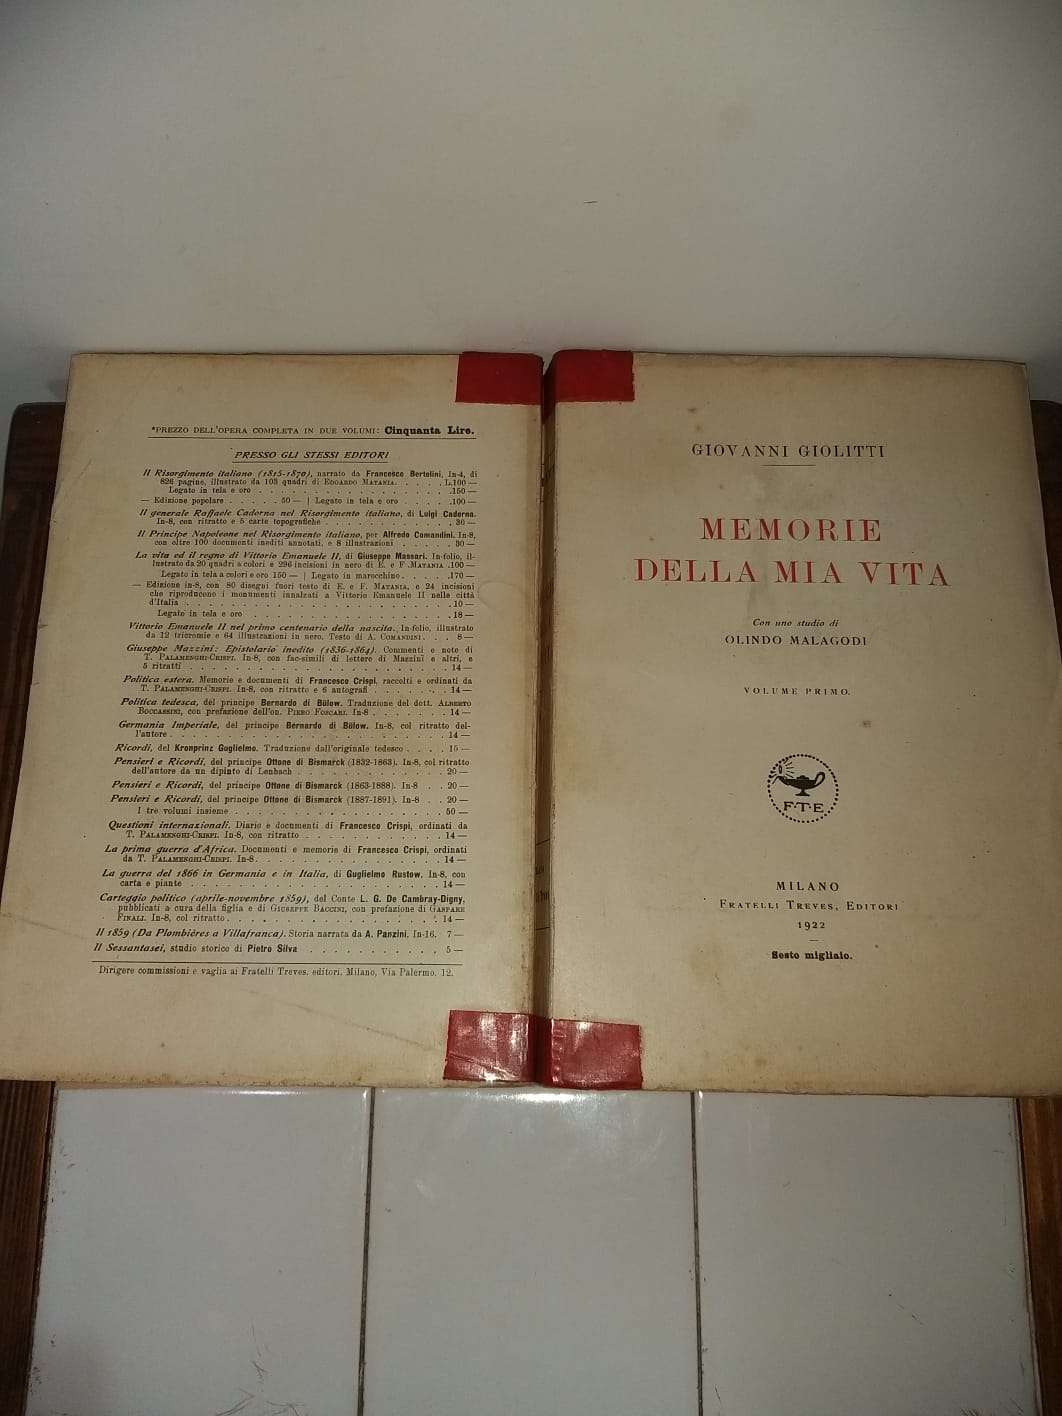 *PREZZO DELL'OPERA COMPLETA IN DUE VOLUMI: Cinquanta Lire.
PRESSO GLI STESSI EDITORI
Il Risorgimento italiano (1815-1870), narrato da Francesco Bertolini. In-4, di
826 pagine, illustrato da 103 quadri di EDOARDO MATANIA. . . . . L.100 —
Legato in tela e oro . . . . . . . . . . . . . . . 150 —
— Edizione popolare . . . . . 50 — | Legato in tela e oro . . . . .100 —
Il generale Raffaele Cadorna nel Risorgimento italiano, di Luigi Cadorna.
In-8, con ritratto e 5 carte topografiche . . . . . . . . . . . 30 —
Il Principe Napoleone nel Risorgimento italiano, per Alfredo Comandini. In-8,
con oltre 100 documenti inediti annotati, e 8 illustrazioni . . . . . 30 —
La vita ed il regno di Vittorio Emanuele II, di Giuseppe Massari. In-folio, il-
lustrato da 20 quadri a colori e 296 incisioni in nero di E. e F. MATANIA .100 —
Legato in tela a colori e oro 150 — | Legato in marocchino. . . . .170 —
— Edizione in-8, con 80 disegni fuori testo di E. e F. MATANIA, e 24 incisioni
che riproducono i monumenti innalzati a Vittorio Emanuele II nelle città
d'Italia . . . . . . . . . . . . . . . . . . . 10 —
Legato in tela e oro . . . . . . . . . . . . . . . 18 —
Vittorio Emanuele II nel primo centenario della nascita. In-folio, illustrato
da 12 tricromie e 64 illustrazioni in nero. Testo di A. COMANDINI. . . 8 —
Giuseppe Mazzini: Epistolario inedito (1836-1864). Commenti e note di
T. PALAMENGHI-CRISPI. In-8, con fac-simili di lettere di Mazzini e altri, e
5 ritratti . . . . . . . . . . . . . . . . . . . 14 —
Politica estera. Memorie e documenti di Francesco Crispi, raccolti e ordinati da
T. PALAMENGHI-CRISPI. In-8, con ritratto e 6 autografi . . . . . . 14 —
Politica tedesca, del principe Bernardo di Bülow. Traduzione del dott. ALBERTO
BOCCASSINI, con prefazione dell'on. PIERO FOSCARI. In-8 . . . . . . 14 —
Germania Imperiale, del principe Bernardo di Bülow. In-8, col ritratto del-
l'autore . . . . . . . . . . . . . . . . . . . . 14 —
Ricordi, del Kronprinz Guglielmo. Traduzione dall'originale tedesco . . . . 15 —
Pensieri e Ricordi, del principe Ottone di Bismarck (1832-1863). In-8, col ritratto
dell'autore da un dipinto di Lenbach . . . . . . . . . . . . 20 —
Pensieri e Ricordi, del principe Ottone di Bismarck (1863-1888). In-8 . . 20 —
Pensieri e Ricordi, del principe Ottone di Bismarck (1887-1891). In-8 . . 20 —
I tre volumi insieme . . . . . . . . . . . . . . . 50 —
Questioni internazionali. Diario e documenti di Francesco Crispi, ordinati da
T. PALAMENGHI-CRISPI. In-8, con ritratto . . . . . . . . . . 14 —
La prima guerra d'Africa. Documenti e memorie di Francesco Crispi, ordinati
da T. PALAMENGHI-CRISPI. In-8 . . . . . . . . . . . . . 14 —
La guerra del 1866 in Germania e in Italia, di Guglielmo Rustow. In-8, con
carta e piante . . . . . . . . . . . . . . . . . 14 —
Carteggio politico (aprile-novembre 1859), del Conte L. G. De Cambray-Digny,
pubblicati a cura della figlia e di GIUSEPPE BACCINI, con prefazione di GASPARE
FINALI. In-8, col ritratto . . . . . . . . . . . . . . 14 —
Il 1859 (Da Plombières a Villafranca). Storia narrata da A. Panzini. In-16. 7 —
Il Sessantasei, studio storico di Pietro Silva . . . . . . . . . . 5 —
Dirigere commissioni e vaglia ai Fratelli Treves, editori, Milano, Via Palermo, 12.
GIOVANNI GIOLITTI
MEMORIE
DELLA MIA VITA
Con uno studio di
OLINDO MALAGODI
VOLUME PRIMO.
F·T·E
MILANO
FRATELLI TREVES, EDITORI
1922
Sesto migliaio.